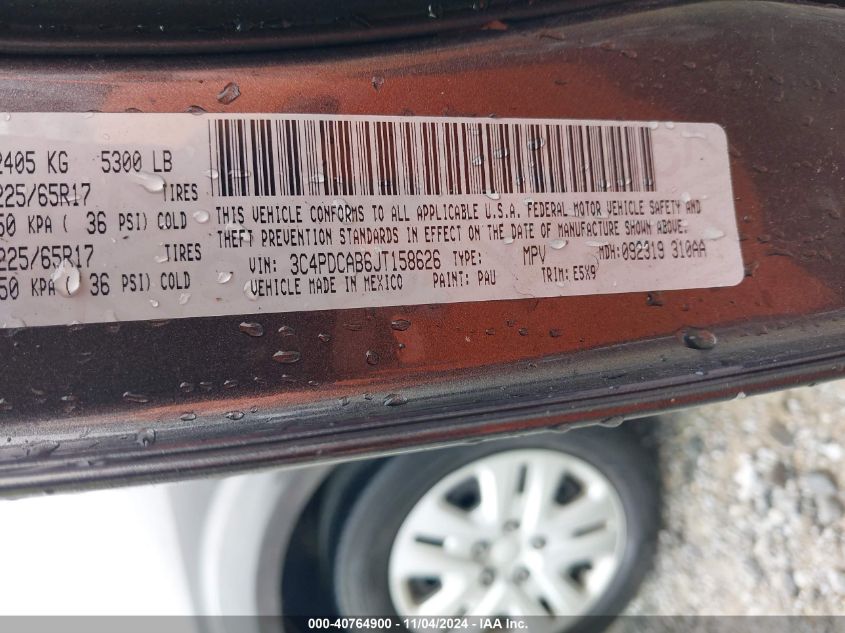 2405 KG 5300 LB
225/65R17 TIRES
50 KPA ( 36 PSI) COLD
225/65R17 TIRES
50 KPA ( 36 PSI) COLD
THIS VEHICLE CONFORMS TO ALL APPLICABLE U.S.A. FEDERAL MOTOR VEHICLE SAFETY AND
THEFT PREVENTION STANDARDS IN EFFECT ON THE DATE OF MANUFACTURE SHOWN ABOVE.
VIN: 3C4PDCAB6JT158626 TYPE: MPV MDH: 092319 310AA
VEHICLE MADE IN MEXICO PAINT: PAU TRIM: E5X9
000-40764900 - 11/04/2024 - IAA Inc.